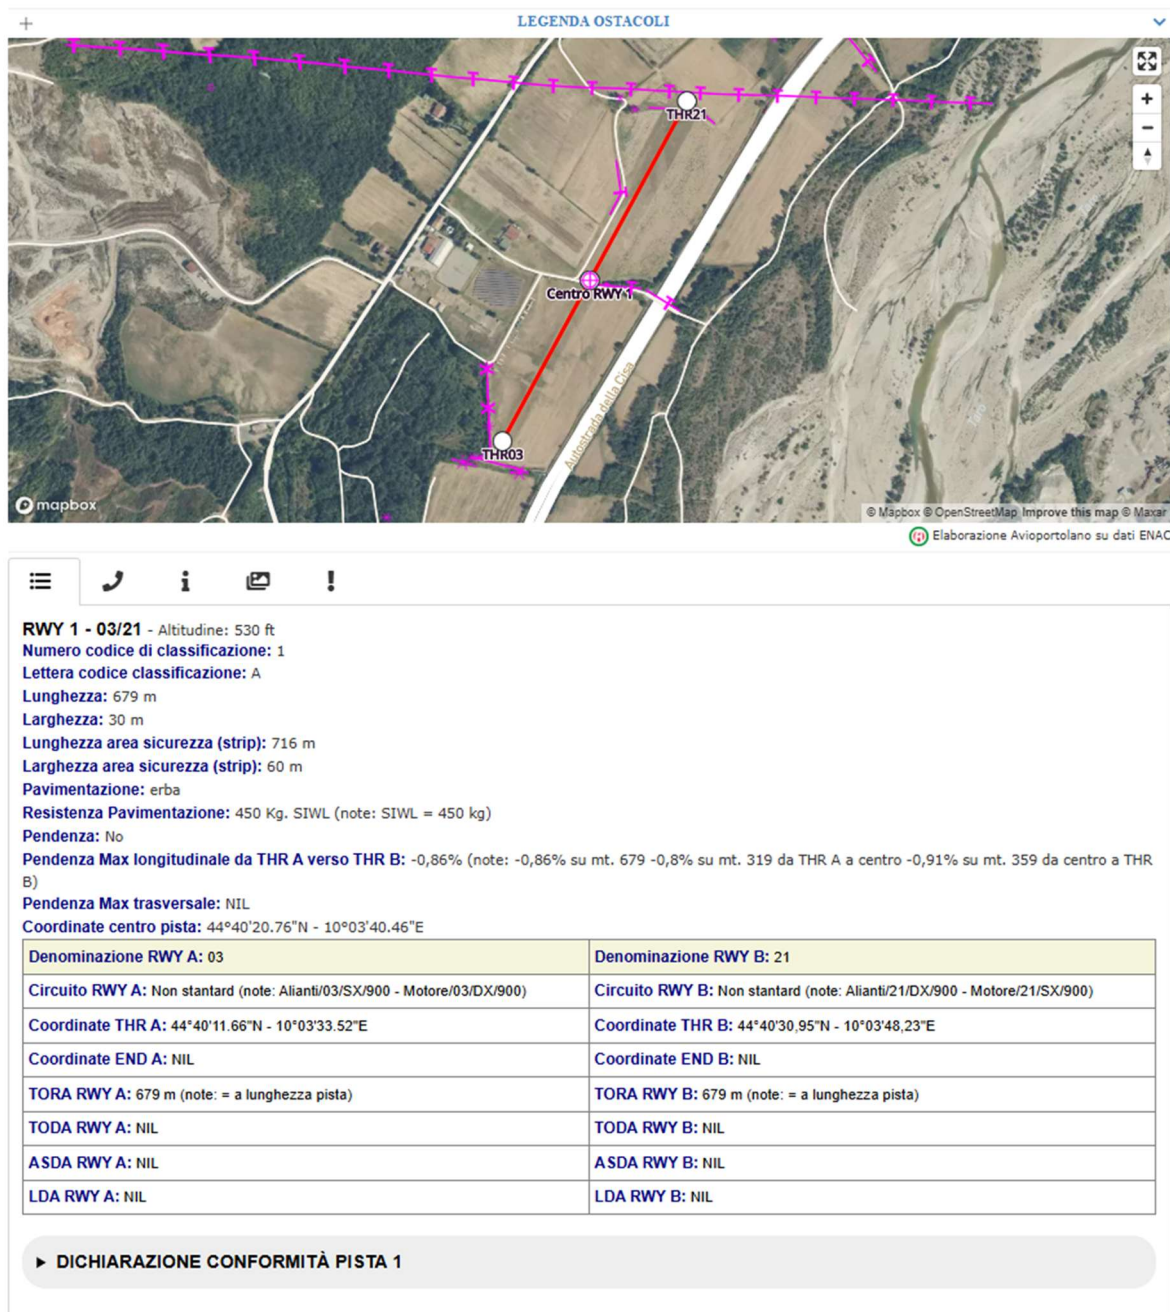 LEGENDA OSTACOLI
THR21
Centro RWY 1
THR03
Autostrada della Cisa
mapbox
© Mapbox © OpenStreetMap Improve this map © Maxar
Elaborazione Avioportolano su dati ENAC
RWY 1 - 03/21 - Altitudine: 530 ft
Numero codice di classificazione: 1
Lettera codice classificazione: A
Lunghezza: 679 m
Larghezza: 30 m
Lunghezza area sicurezza (strip): 716 m
Larghezza area sicurezza (strip): 60 m
Pavimentazione: erba
Resistenza Pavimentazione: 450 Kg. SIWL (note: SIWL = 450 kg)
Pendenza: No
Pendenza Max longitudinale da THR A verso THR B: -0,86% (note: -0,86% su mt. 679 -0,8% su mt. 319 da THR A a centro -0,91% su mt. 359 da centro a THR
B)
Pendenza Max trasversale: NIL
Coordinate centro pista: 44°40'20.76"N - 10°03'40.46"E
Denominazione RWY A: 03
Denominazione RWY B: 21
Circuito RWY A: Non stantard (note: Alianti/03/SX/900 - Motore/03/DX/900)
Circuito RWY B: Non stantard (note: Alianti/21/DX/900 - Motore/21/SX/900)
Coordinate THR A: 44°40'11.66"N - 10°03'33.52"E
Coordinate THR B: 44°40'30,95"N - 10°03'48,23"E
Coordinate END A: NIL
Coordinate END B: NIL
TORA RWY A: 679 m (note: = a lunghezza pista)
TORA RWY B: 679 m (note: = a lunghezza pista)
TODA RWY A: NIL
TODA RWY B: NIL
ASDA RWY A: NIL
ASDA RWY B: NIL
LDA RWY A: NIL
LDA RWY B: NIL
DICHIARAZIONE CONFORMITÀ PISTA 1